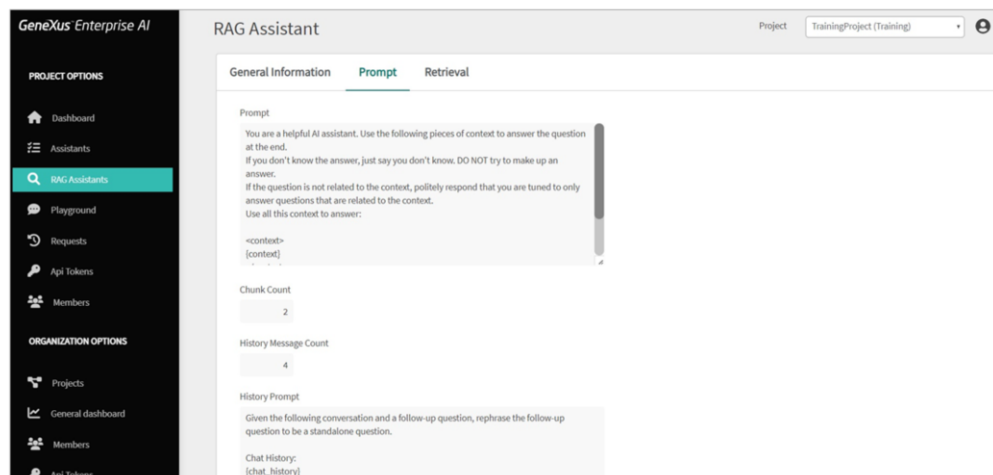 GeneXus Enterprise AI
RAG Assistant
Project
TrainingProject (Training)
PROJECT OPTIONS
Dashboard
Assistants
RAG Assistants
Playground
Requests
Api Tokens
Members
ORGANIZATION OPTIONS
Projects
General dashboard
Members
Api Tokens
General Information
Prompt
Retrieval
Prompt
You are a helpful AI assistant. Use the following pieces of context to answer the question
at the end.
If you don't know the answer, just say you don't know. DO NOT try to make up an
answer.
If the question is not related to the context, politely respond that you are tuned to only
answer questions that are related to the context.
Use all this context to answer:
<context>
{context}
Chunk Count
2
History Message Count
4
History Prompt
Given the following conversation and a follow-up question, rephrase the follow-up
question to be a standalone question.
Chat History:
{chat_history}